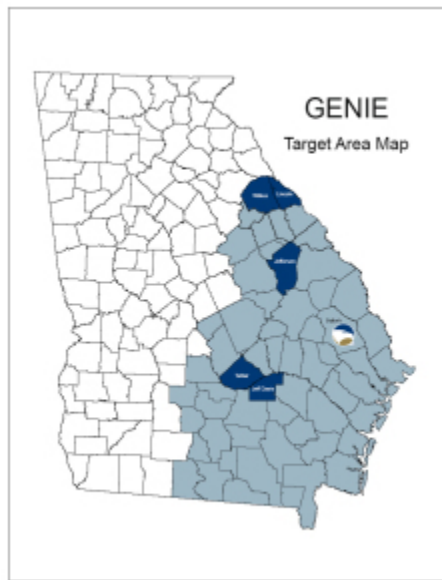 GENIE
Target Area Map
Wilkes
Lincoln
Jefferson
Telfair
Jeff Davis